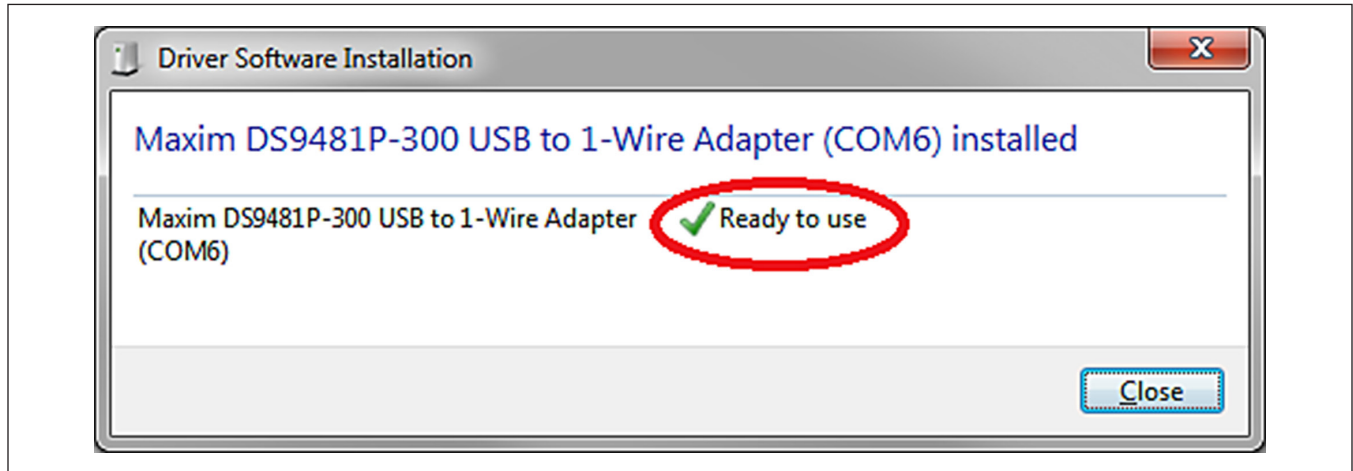 Driver Software Installation
Maxim DS9481P-300 USB to 1-Wire Adapter (COM6) installed
Maxim DS9481P-300 USB to 1-Wire Adapter
(COM6)
Ready to use
Close